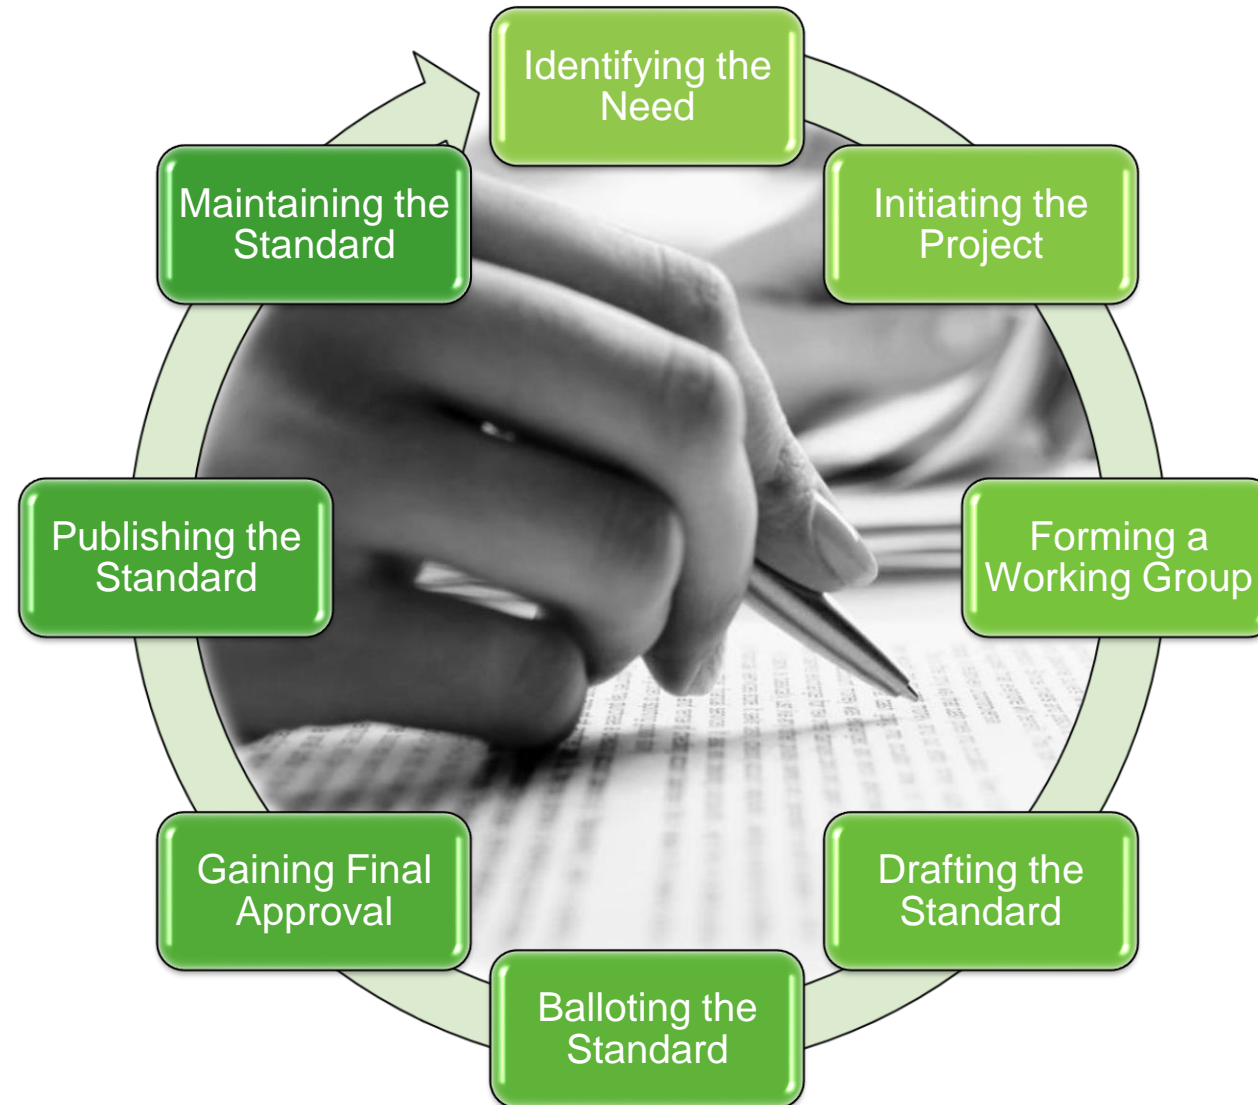 Identifying the
Need
Initiating the
Project
Forming a
Working Group
Drafting the
Standard
Balloting the
Standard
Gaining Final
Approval
Publishing the
Standard
Maintaining the
Standard